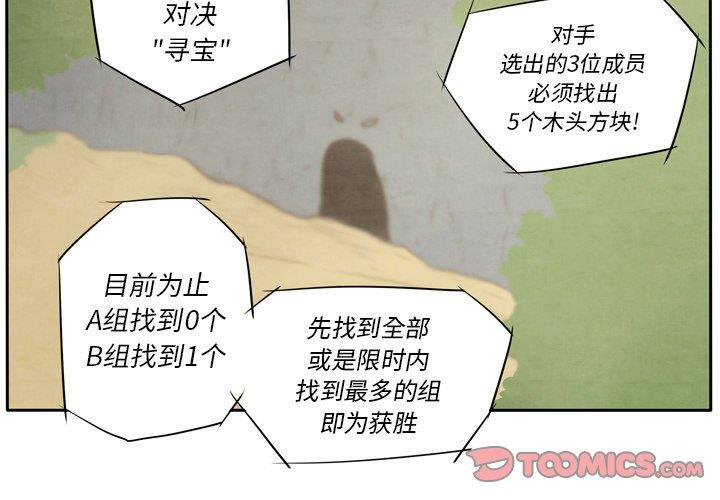 对决
"寻宝"
对手
选出的3位成员
必须找出
5个木头方块!
目前为止
A组找到0个
B组找到1个
先找到全部
或是限时内
找到最多的组
即为获胜
TOOMICS.com